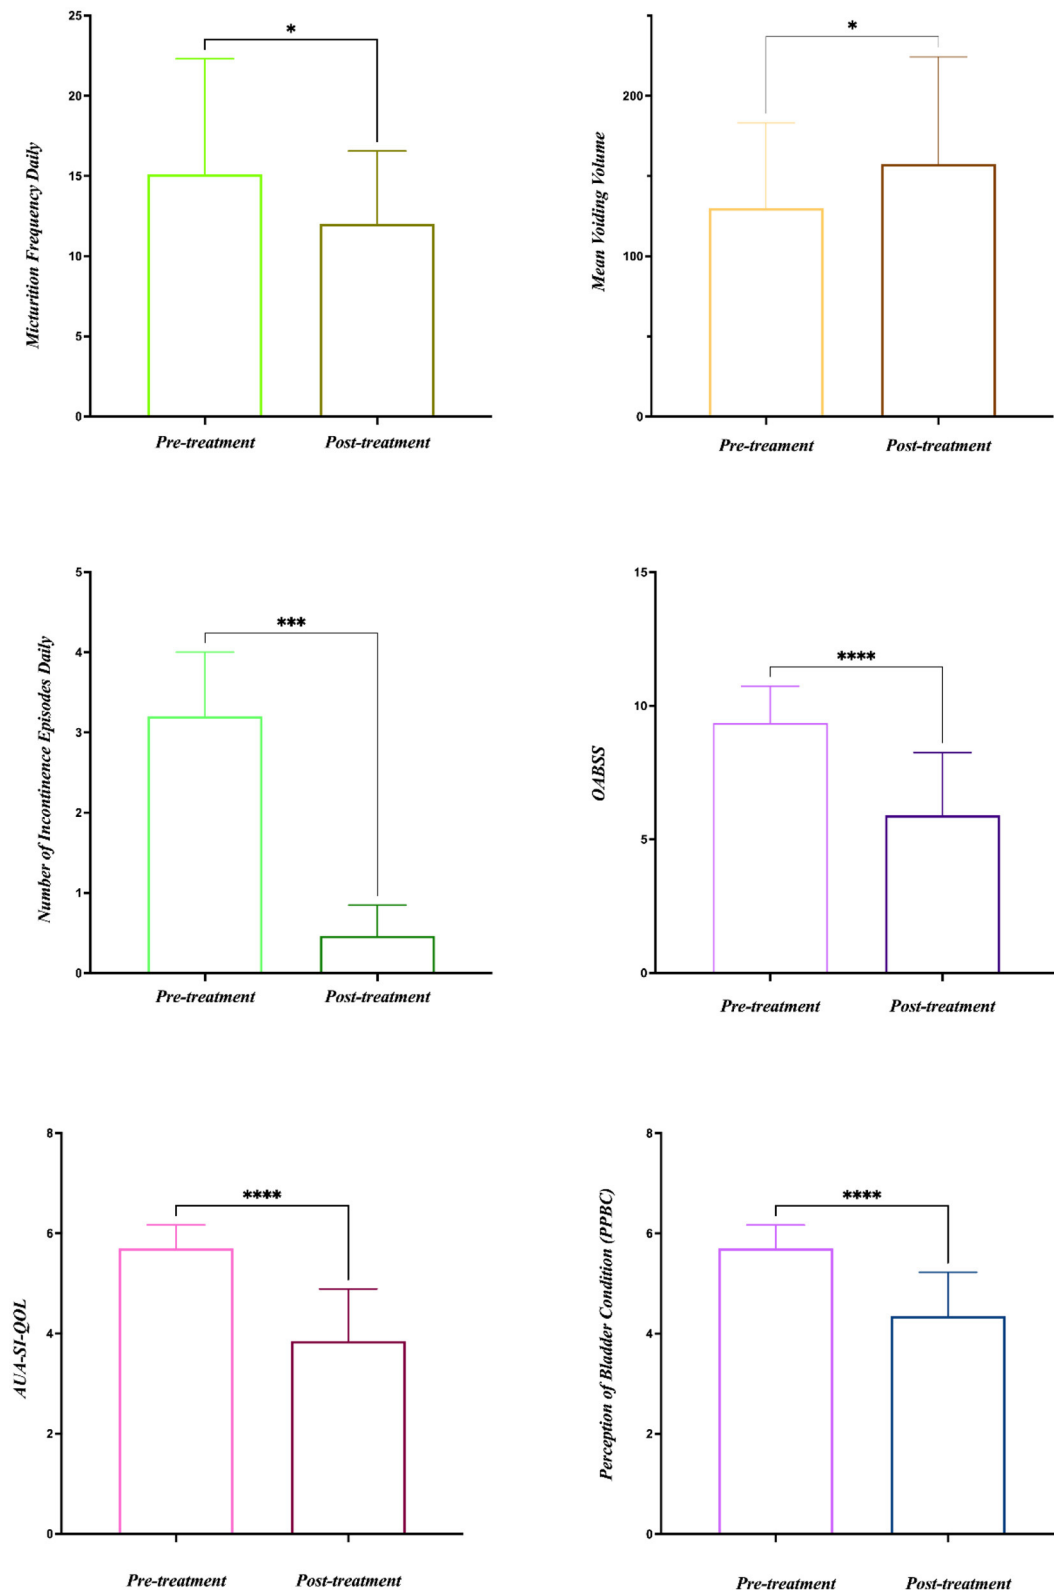 Micturition Frequency Daily
25
20
15
10
5
0
*
Pre-treatment Post-treatment
Mean Voiding Volume
200
100
0
*
Pre-treament Post-treatment
Number of Incontinence Episodes Daily
5
4
3
2
1
0
***
Pre-treatment Post-treatment
OABSS
15
10
5
0
****
Pre-treatment Post-treatment
AUA-SI-QOL
8
6
4
2
0
****
Pre-treatment Post-treatment
Perception of Bladder Condition (PPBC)
8
6
4
2
0
****
Pre-treatment Post-treatment